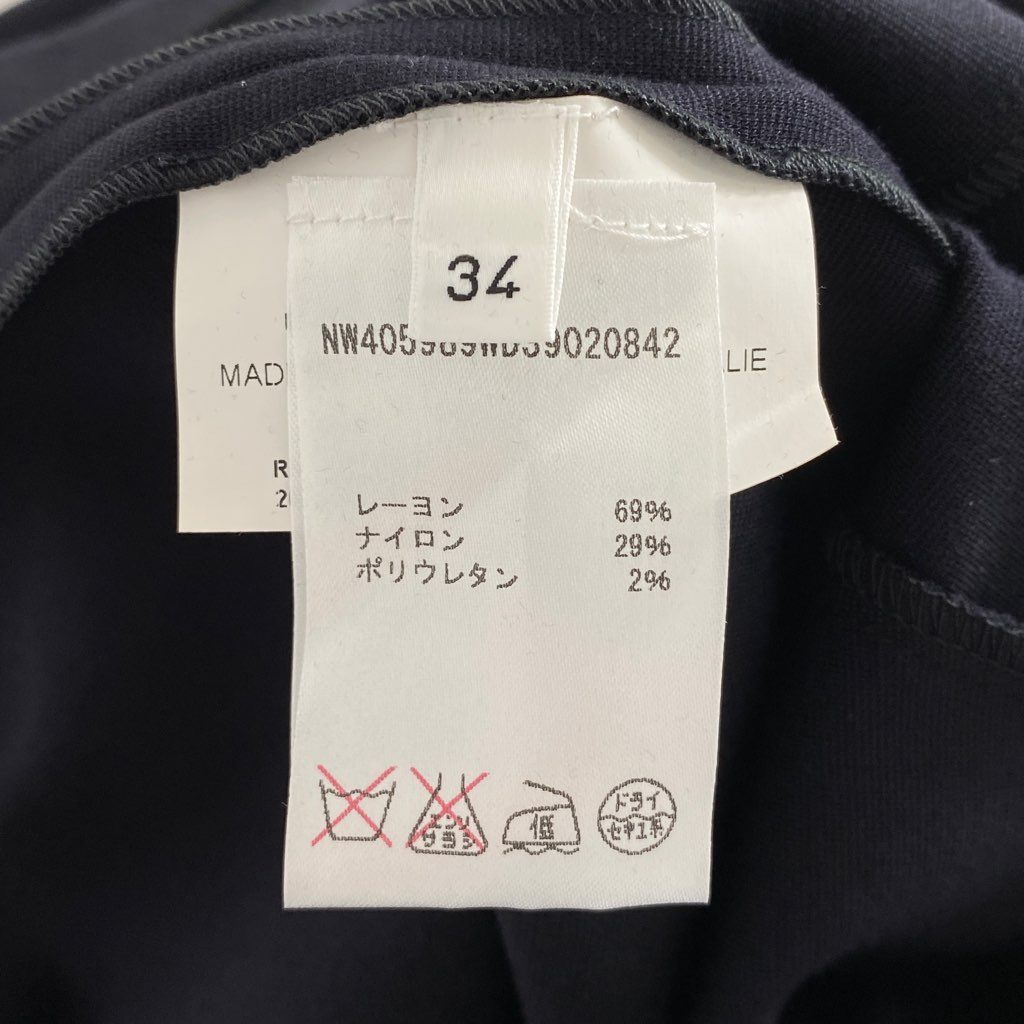 34
MAD
LIE
R
2
レーヨン 69%
ナイロン 29%
ポリウレタン 2%
エンソ
サラシ
低
ドライ
セキユ系